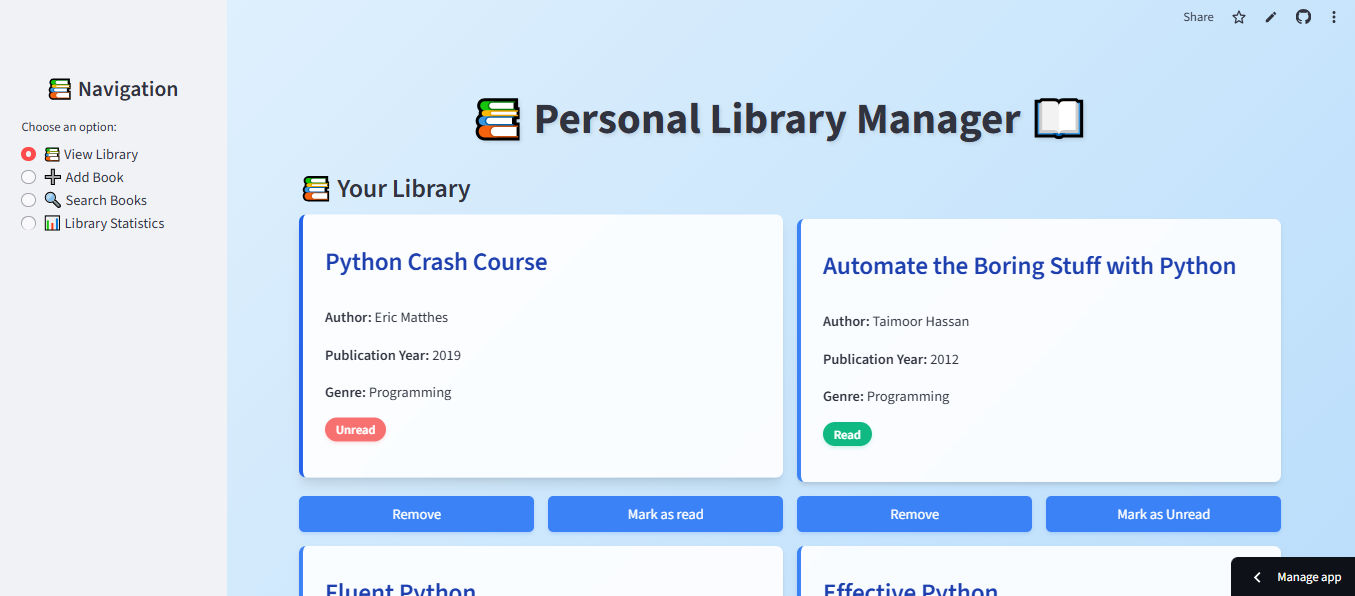 Share
Navigation
Choose an option:
View Library
Add Book
Search Books
Library Statistics
Personal Library Manager
Your Library
Python Crash Course
Author: Eric Matthes
Publication Year: 2019
Genre: Programming
Unread
Automate the Boring Stuff with Python
Author: Taimoor Hassan
Publication Year: 2012
Genre: Programming
Read
Remove
Mark as read
Remove
Mark as Unread
Fluent Python
Effective Python
Manage app